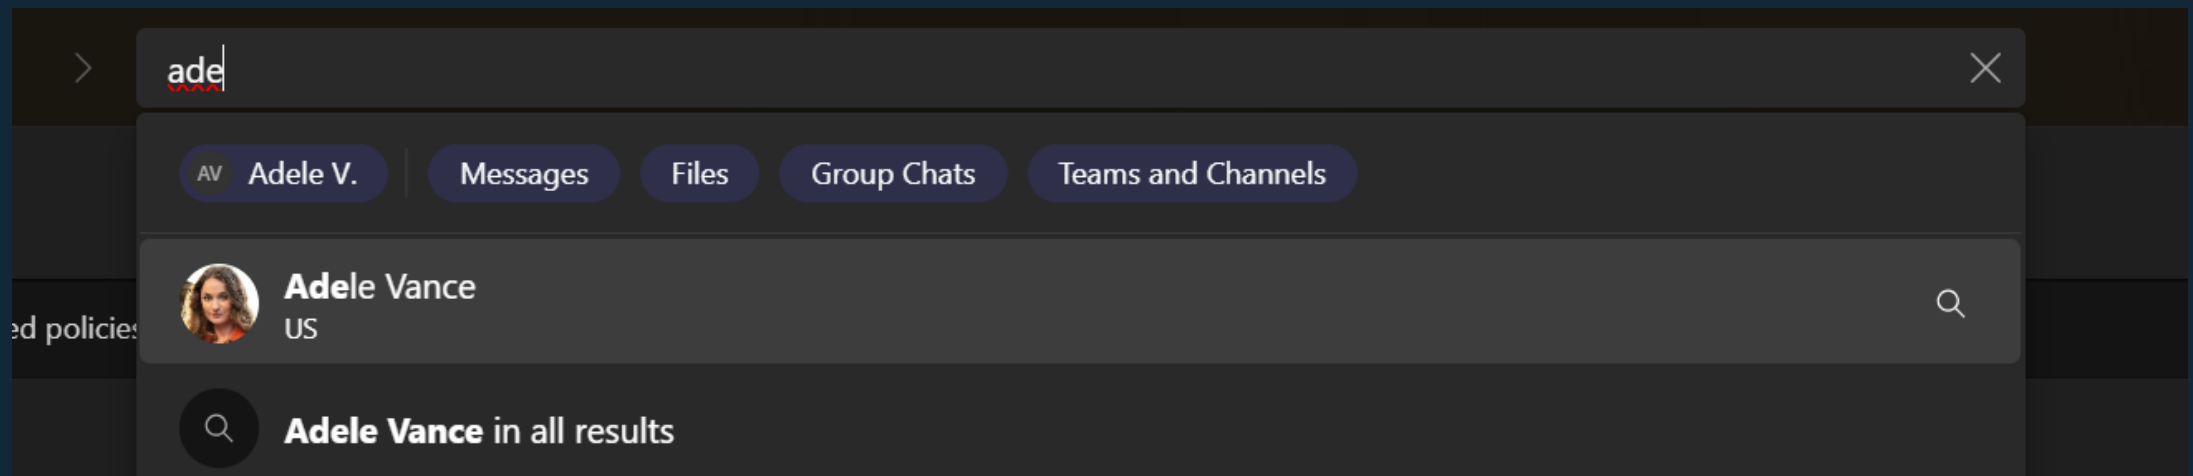 ade
AV Adele V. Messages Files Group Chats Teams and Channels
Adele Vance
US
ed policies
Adele Vance in all results